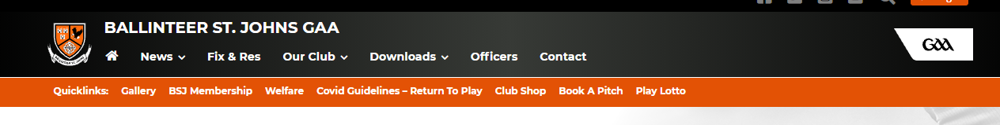 BALLINTEER ST. JOHNS GAA
News Fix & Res Our Club Downloads Officers Contact
GAA
Quicklinks: Gallery BSJ Membership Welfare Covid Guidelines – Return To Play Club Shop Book A Pitch Play Lotto